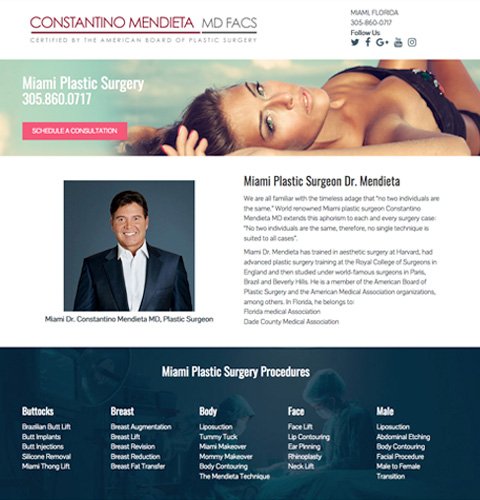 CONSTANTINO MENDIETA MD FACS
CERTIFIED BY THE AMERICAN BOARD OF PLASTIC SURGERY
MIAMI, FLORIDA
305-860-0717
Follow Us
Miami Plastic Surgery
305.860.0717
SCHEDULE A CONSULTATION
Miami Plastic Surgeon Dr. Mendieta
We are all familiar with the timeless adage that "no two individuals are
the same." World renowned Miami plastic surgeon Constantino
Mendieta MD extends this aphorism to each and every surgery case:
"No two individuals are the same, therefore, no single technique is
suited to all cases".
Miami Dr. Mendieta has trained in aesthetic surgery at Harvard, had
advanced plastic surgery training at the Royal College of Surgeons in
England and then studied under world-famous surgeons in Paris,
Brazil and Beverly Hills. He is a member of the American Board of
Plastic Surgery and the American Medical Association organizations,
among others. In Florida, he belongs to:
Florida medical Association
Dade County Medical Association
Miami Dr. Constantino Mendieta MD, Plastic Surgeon
Miami Plastic Surgery Procedures
Buttocks
Brazilian Butt Lift
Butt Implants
Butt Injections
Silicone Removal
Miami Thong Lift
Breast
Breast Augmentation
Breast Lift
Breast Revision
Breast Reduction
Breast Fat Transfer
Body
Liposuction
Tummy Tuck
Miami Makeover
Mommy Makeover
Body Contouring
The Mendieta Technique
Face
Face Lift
Lip Contouring
Ear Pinning
Rhinoplasty
Neck Lift
Male
Liposuction
Abdominal Etching
Body Contouring
Facial Procedure
Male to Female
Transition